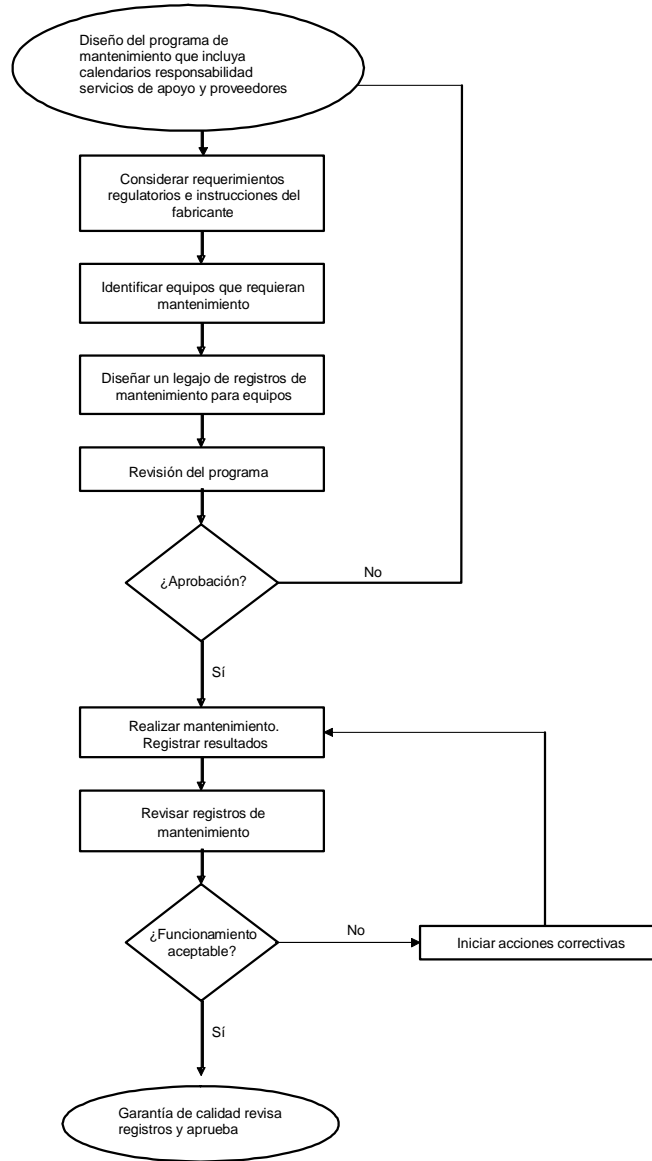 Diseño del programa de
mantenimiento que incluya
calendarios responsabilidad
servicios de apoyo y proveedores
Considerar requerimientos
regulatorios e instrucciones del
fabricante
Identificar equipos que requieran
mantenimiento
Diseñar un legajo de registros de
mantenimiento para equipos
Revisión del programa
¿Aprobación?
No
Sí
Realizar mantenimiento.
Registrar resultados
Revisar registros de
mantenimiento
¿Funcionamiento
aceptable?
No
Iniciar acciones correctivas
Sí
Garantía de calidad revisa
registros y aprueba